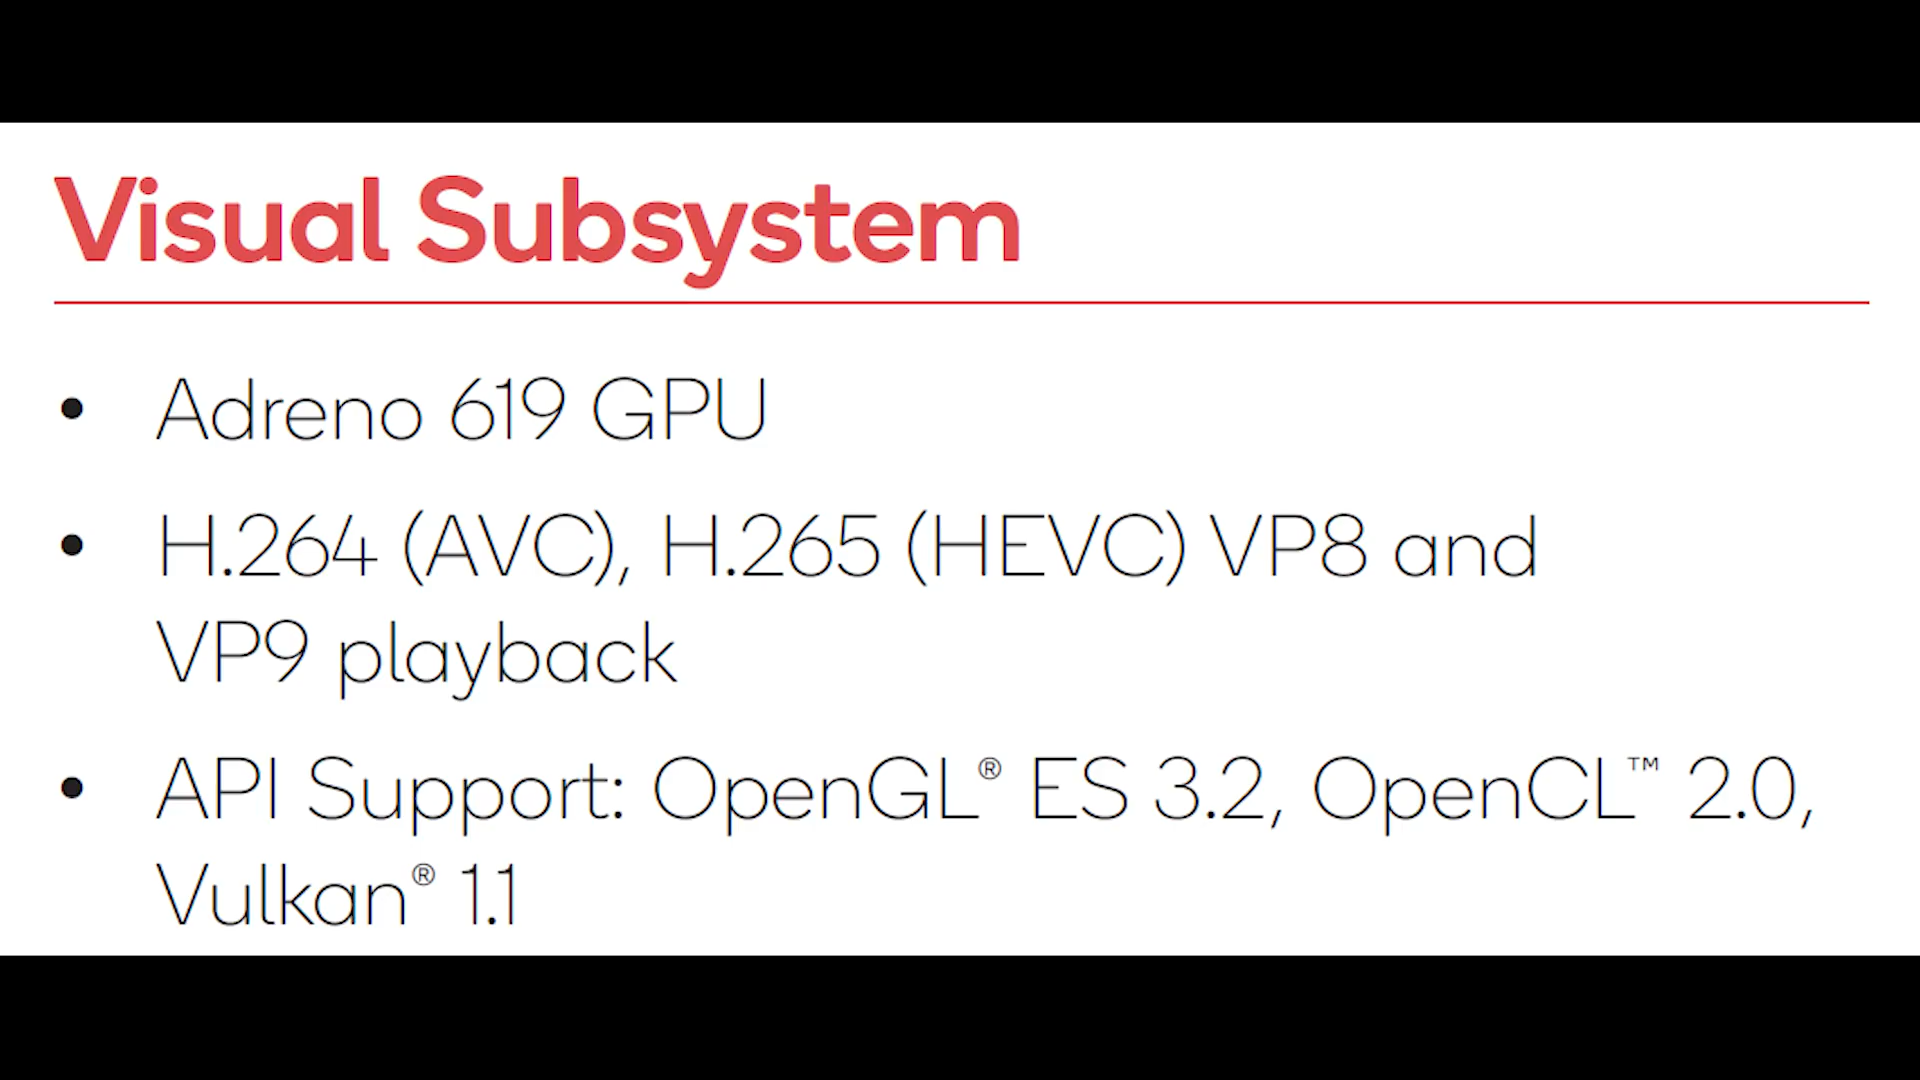 Visual Subsystem
• Adreno 619 GPU
• H.264 (AVC), H.265 (HEVC) VP8 and
VP9 playback
• API Support: OpenGL® ES 3.2, OpenCL™ 2.0,
Vulkan® 1.1